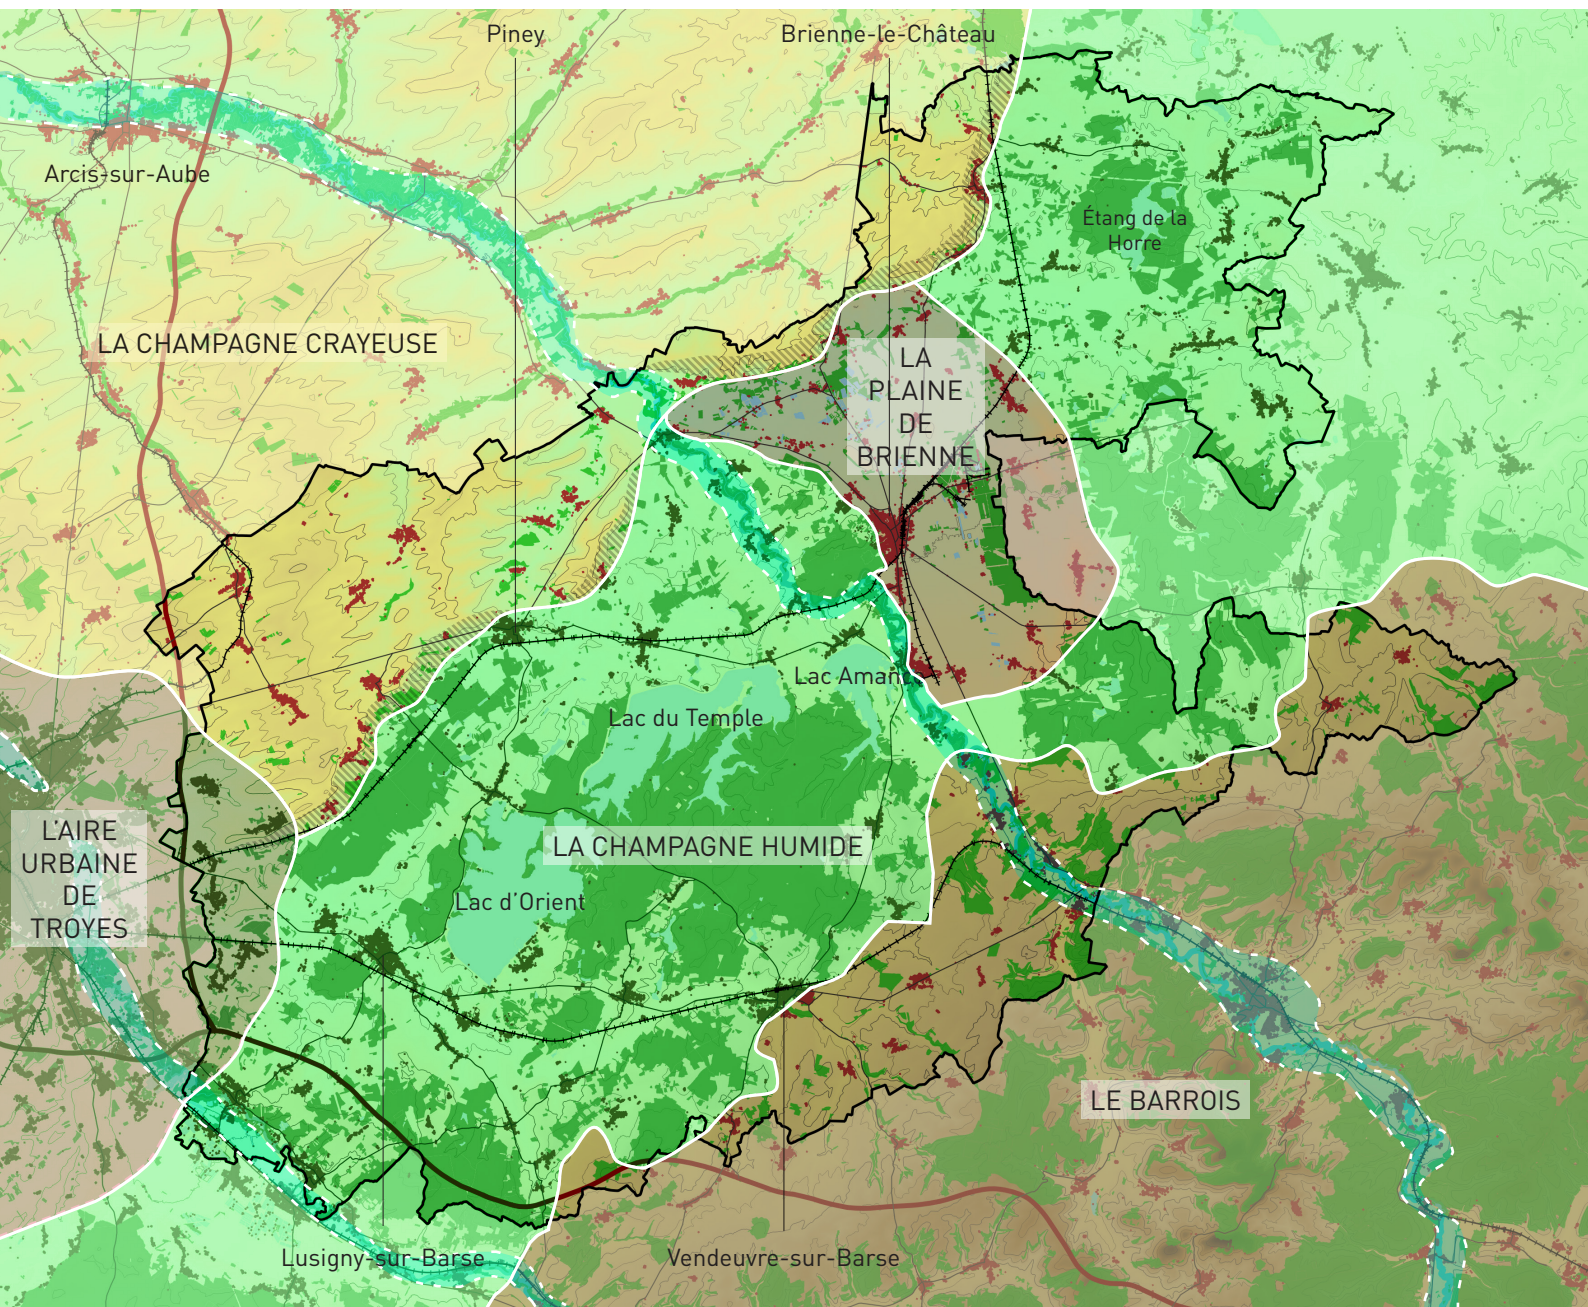 Piney
Brienne-le-Château
Arcis-sur-Aube
Étang de la
Horre
LA CHAMPAGNE CRAYEUSE
LA
PLAINE
DE
BRIENNE
Lac Amance
Lac du Temple
L'AIRE
URBAINE
DE
TROYES
LA CHAMPAGNE HUMIDE
Lac d'Orient
LE BARROIS
Lusigny-sur-Barse
Vendeuvre-sur-Barse